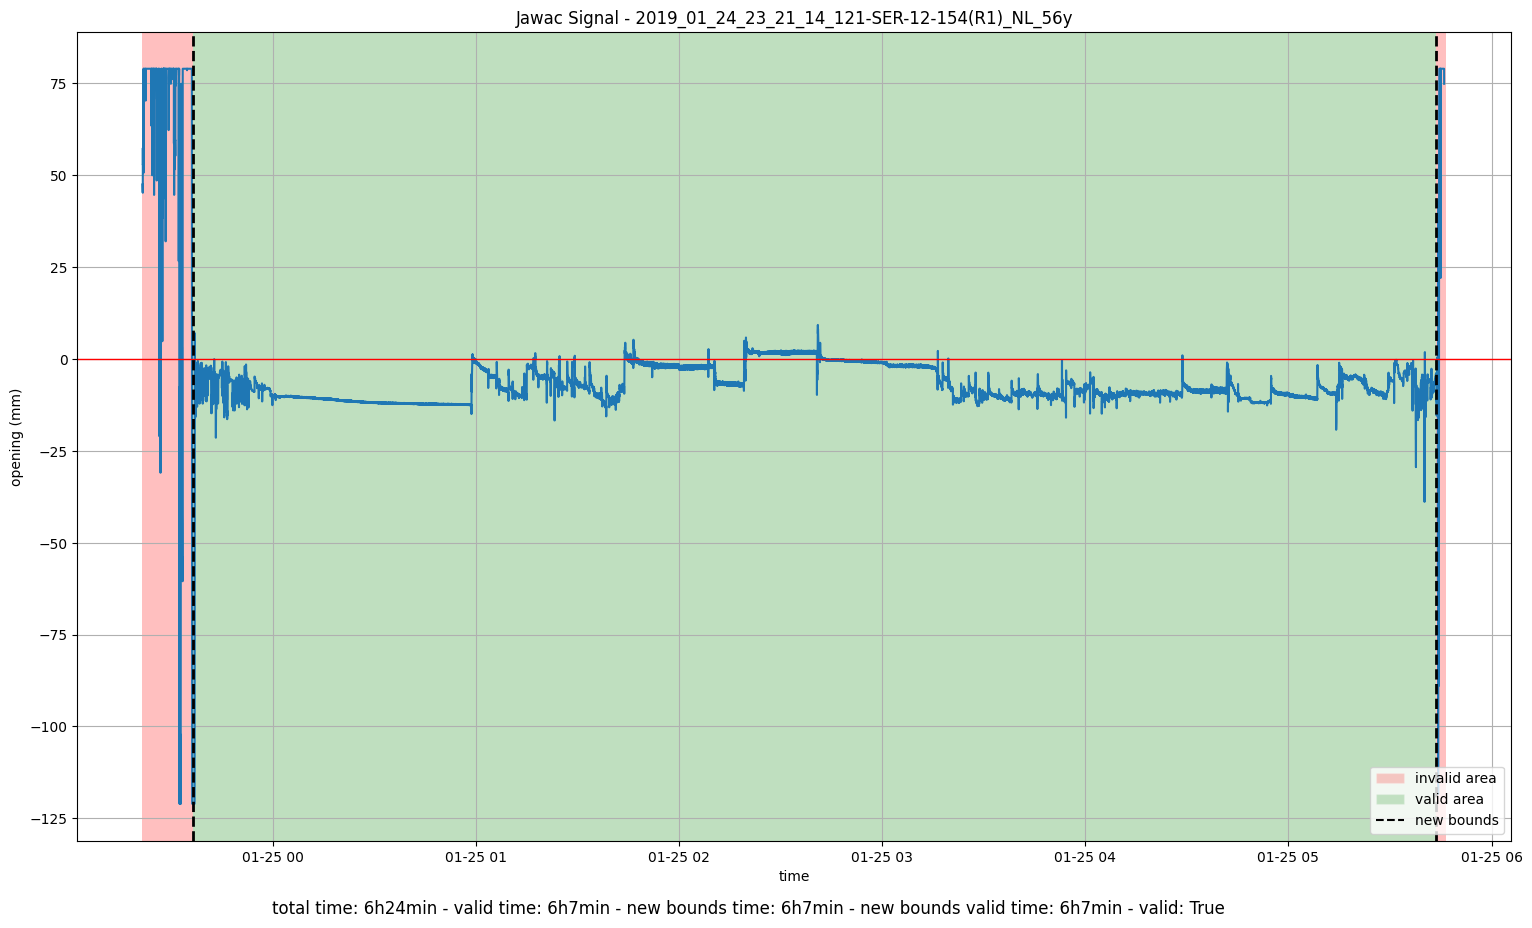 Jawac Signal - 2019_01_24_23_21_14_121-SER-12-154(R1)_NL_56y
opening (mm)
75
50
25
0
−25
−50
−75
−100
−125
invalid area
valid area
new bounds
01-25 00
01-25 01
01-25 02
01-25 03
01-25 04
01-25 05
01-25 06
time
total time: 6h24min - valid time: 6h7min - new bounds time: 6h7min - new bounds valid time: 6h7min - valid: True